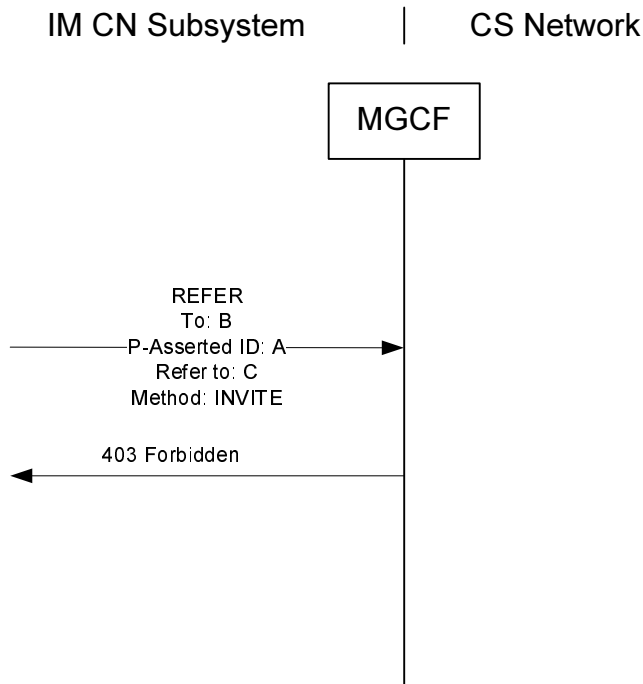 IM CN Subsystem
CS Network
MGCF
REFER
To: B
P-Asserted ID: A
Refer to: C
Method: INVITE
403 Forbidden